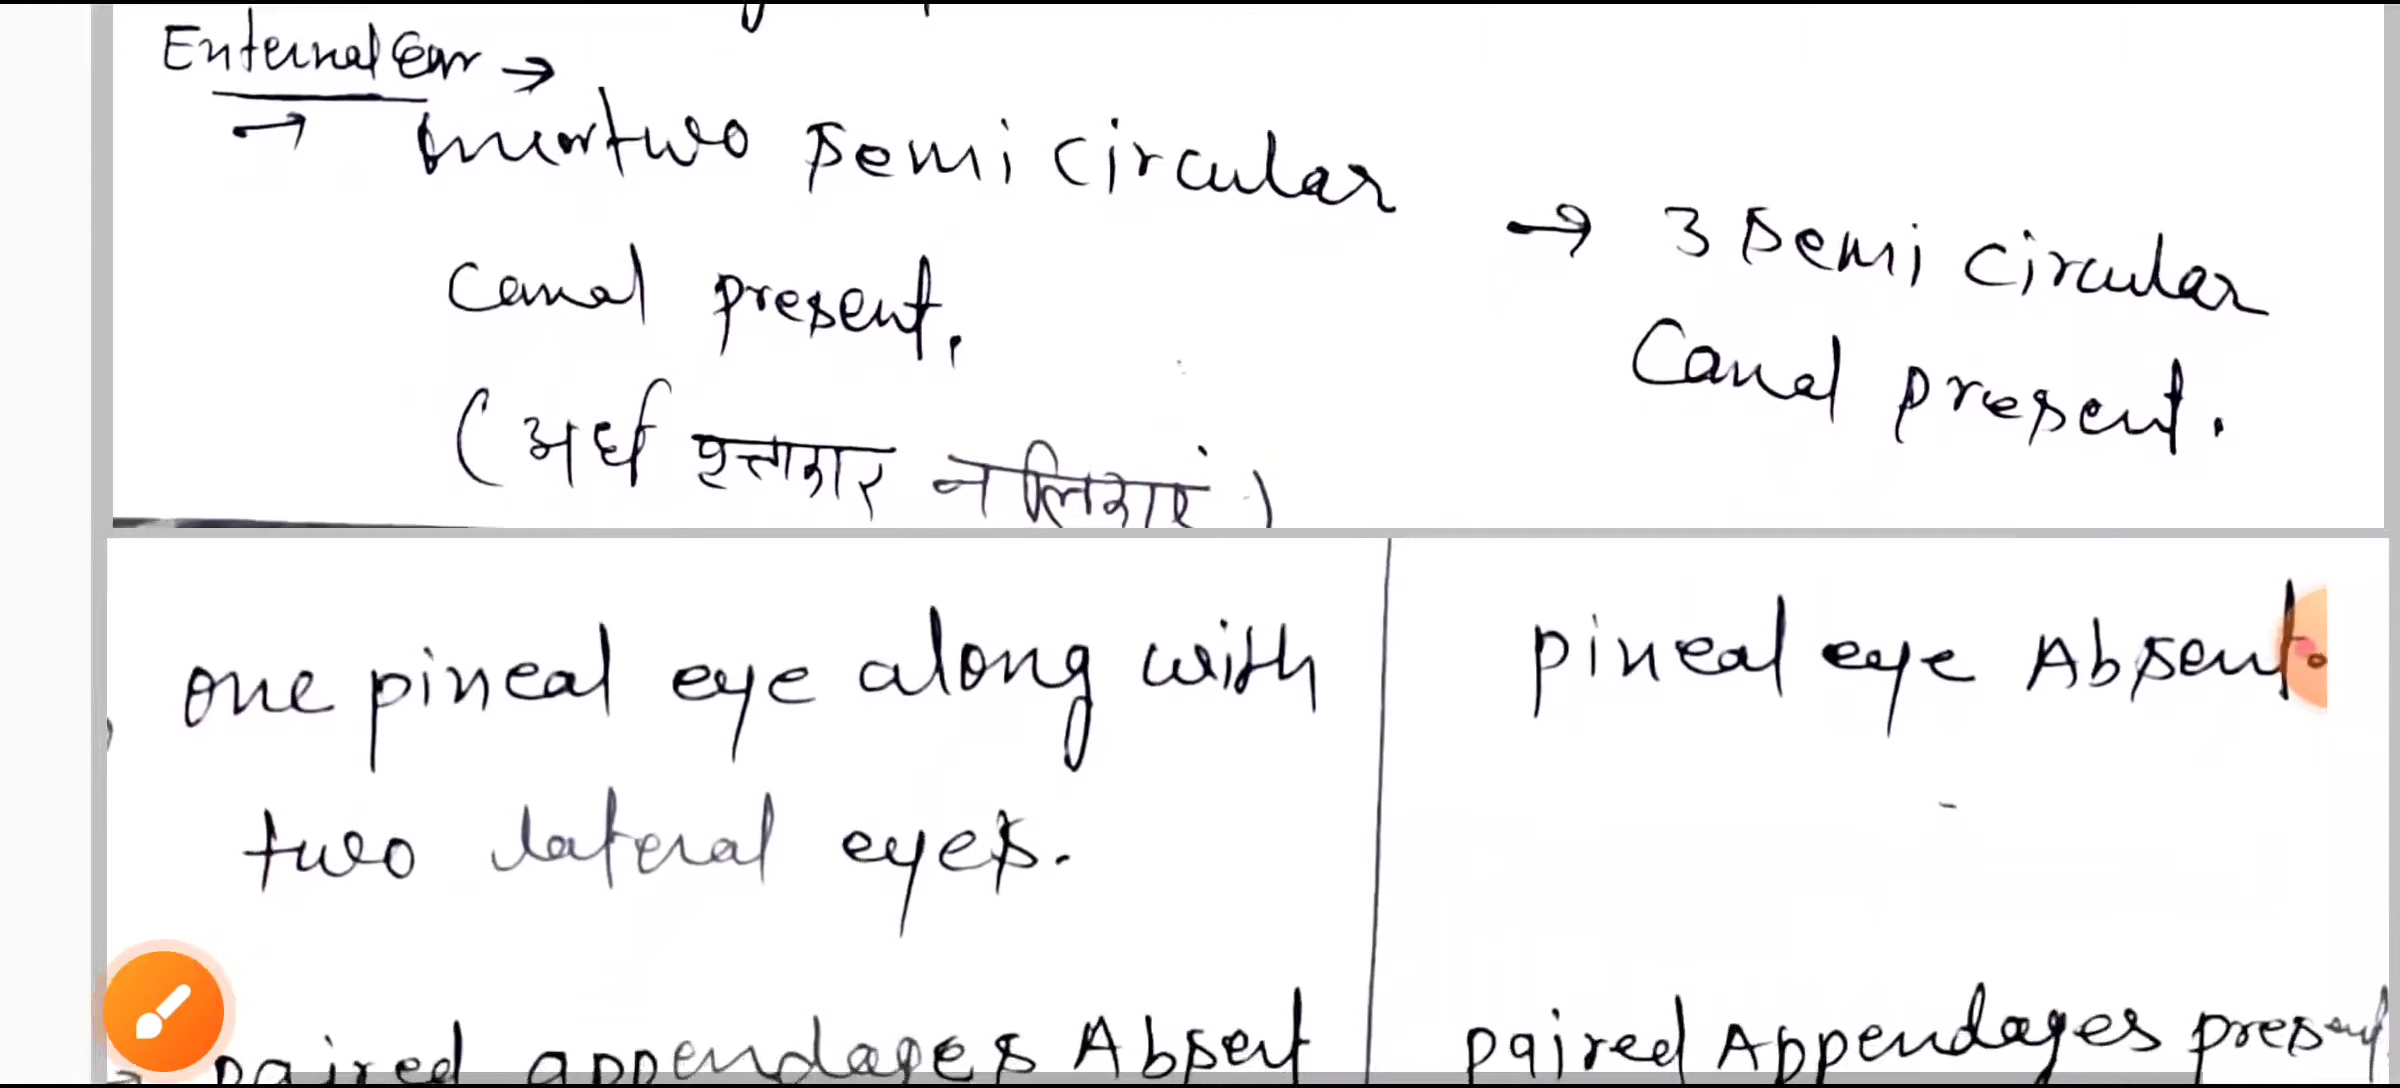 Enternal Ear →
→ two semi circular
canal present.
(अर्ध वृत्ताकार नलिकाएं)
→ 3 semi circular
Canal present.
one pineal eye along with
two lateral eyes.
pineal eye Absent.
→ paired appendages Absent
paired Appendages present